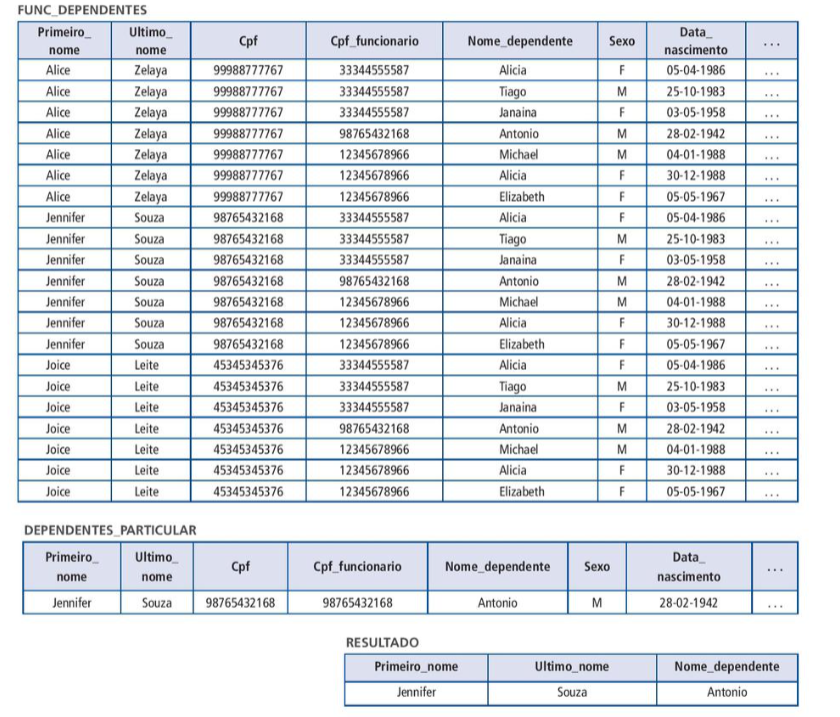 FUNC_DEPENDENTES
Primeiro_ nome Ultimo_ nome Cpf Cpf_funcionario Nome_dependente Sexo Data_ nascimento ...
Alice Zelaya 99988777767 33344555587 Alicia F 05-04-1986 ...
Alice Zelaya 99988777767 33344555587 Tiago M 25-10-1983 ...
Alice Zelaya 99988777767 33344555587 Janaina F 03-05-1958 ...
Alice Zelaya 99988777767 98765432168 Antonio M 28-02-1942 ...
Alice Zelaya 99988777767 12345678966 Michael M 04-01-1988 ...
Alice Zelaya 99988777767 12345678966 Alicia F 30-12-1988 ...
Alice Zelaya 99988777767 12345678966 Elizabeth F 05-05-1967 ...
Jennifer Souza 98765432168 33344555587 Alicia F 05-04-1986 ...
Jennifer Souza 98765432168 33344555587 Tiago M 25-10-1983 ...
Jennifer Souza 98765432168 33344555587 Janaina F 03-05-1958 ...
Jennifer Souza 98765432168 98765432168 Antonio M 28-02-1942 ...
Jennifer Souza 98765432168 12345678966 Michael M 04-01-1988 ...
Jennifer Souza 98765432168 12345678966 Alicia F 30-12-1988 ...
Jennifer Souza 98765432168 12345678966 Elizabeth F 05-05-1967 ...
Joice Leite 45345345376 33344555587 Alicia F 05-04-1986 ...
Joice Leite 45345345376 33344555587 Tiago M 25-10-1983 ...
Joice Leite 45345345376 33344555587 Janaina F 03-05-1958 ...
Joice Leite 45345345376 98765432168 Antonio M 28-02-1942 ...
Joice Leite 45345345376 12345678966 Michael M 04-01-1988 ...
Joice Leite 45345345376 12345678966 Alicia F 30-12-1988 ...
Joice Leite 45345345376 12345678966 Elizabeth F 05-05-1967 ...
DEPENDENTES_PARTICULAR
Primeiro_ nome Ultimo_ nome Cpf Cpf_funcionario Nome_dependente Sexo Data_ nascimento ...
Jennifer Souza 98765432168 98765432168 Antonio M 28-02-1942 ...
RESULTADO
Primeiro_nome Ultimo_nome Nome_dependente
Jennifer Souza Antonio